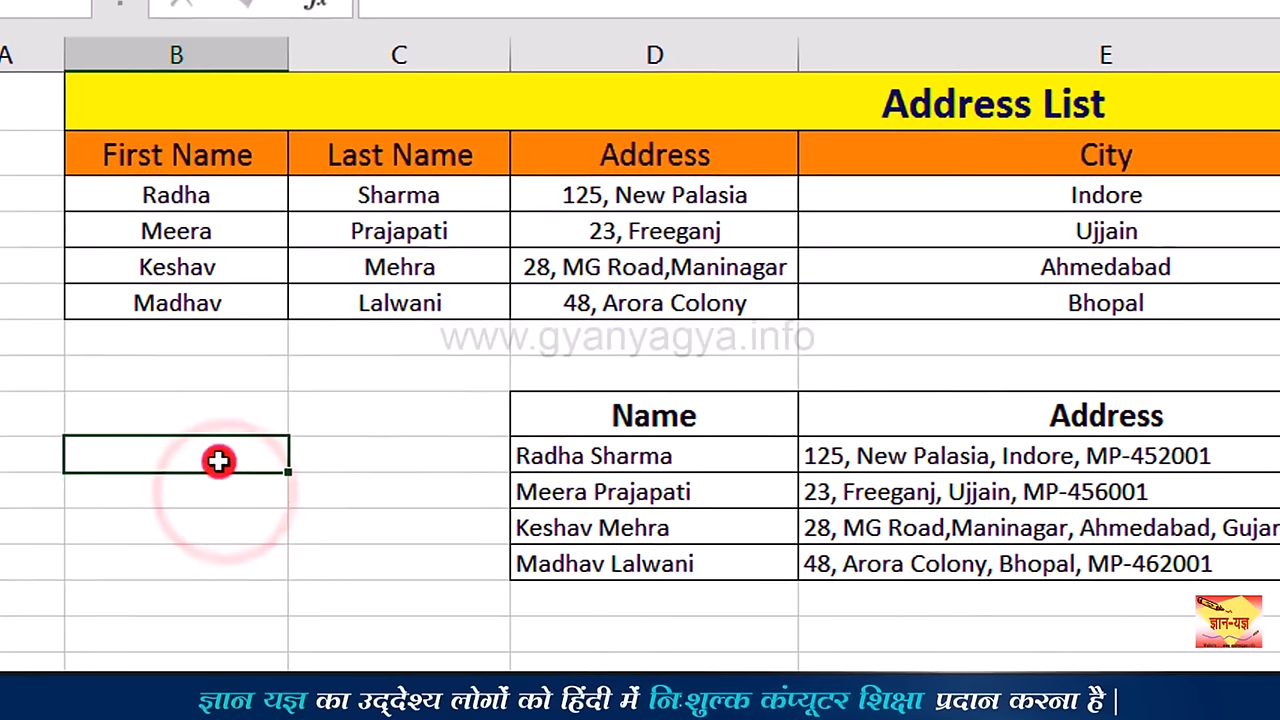 fx
A B C D E
Address List
First Name Last Name Address City
Radha Sharma 125, New Palasia Indore
Meera Prajapati 23, Freeganj Ujjain
Keshav Mehra 28, MG Road,Maninagar Ahmedabad
Madhav Lalwani 48, Arora Colony Bhopal
www.gyanyagya.info
Name Address
Radha Sharma 125, New Palasia, Indore, MP-452001
Meera Prajapati 23, Freeganj, Ujjain, MP-456001
Keshav Mehra 28, MG Road,Maninagar, Ahmedabad, Gujar
Madhav Lalwani 48, Arora Colony, Bhopal, MP-462001
ज्ञान-यज्ञ
ज्ञान यज्ञ का उद्देश्य लोगों को हिंदी में निःशुल्क कंप्यूटर शिक्षा प्रदान करना है |